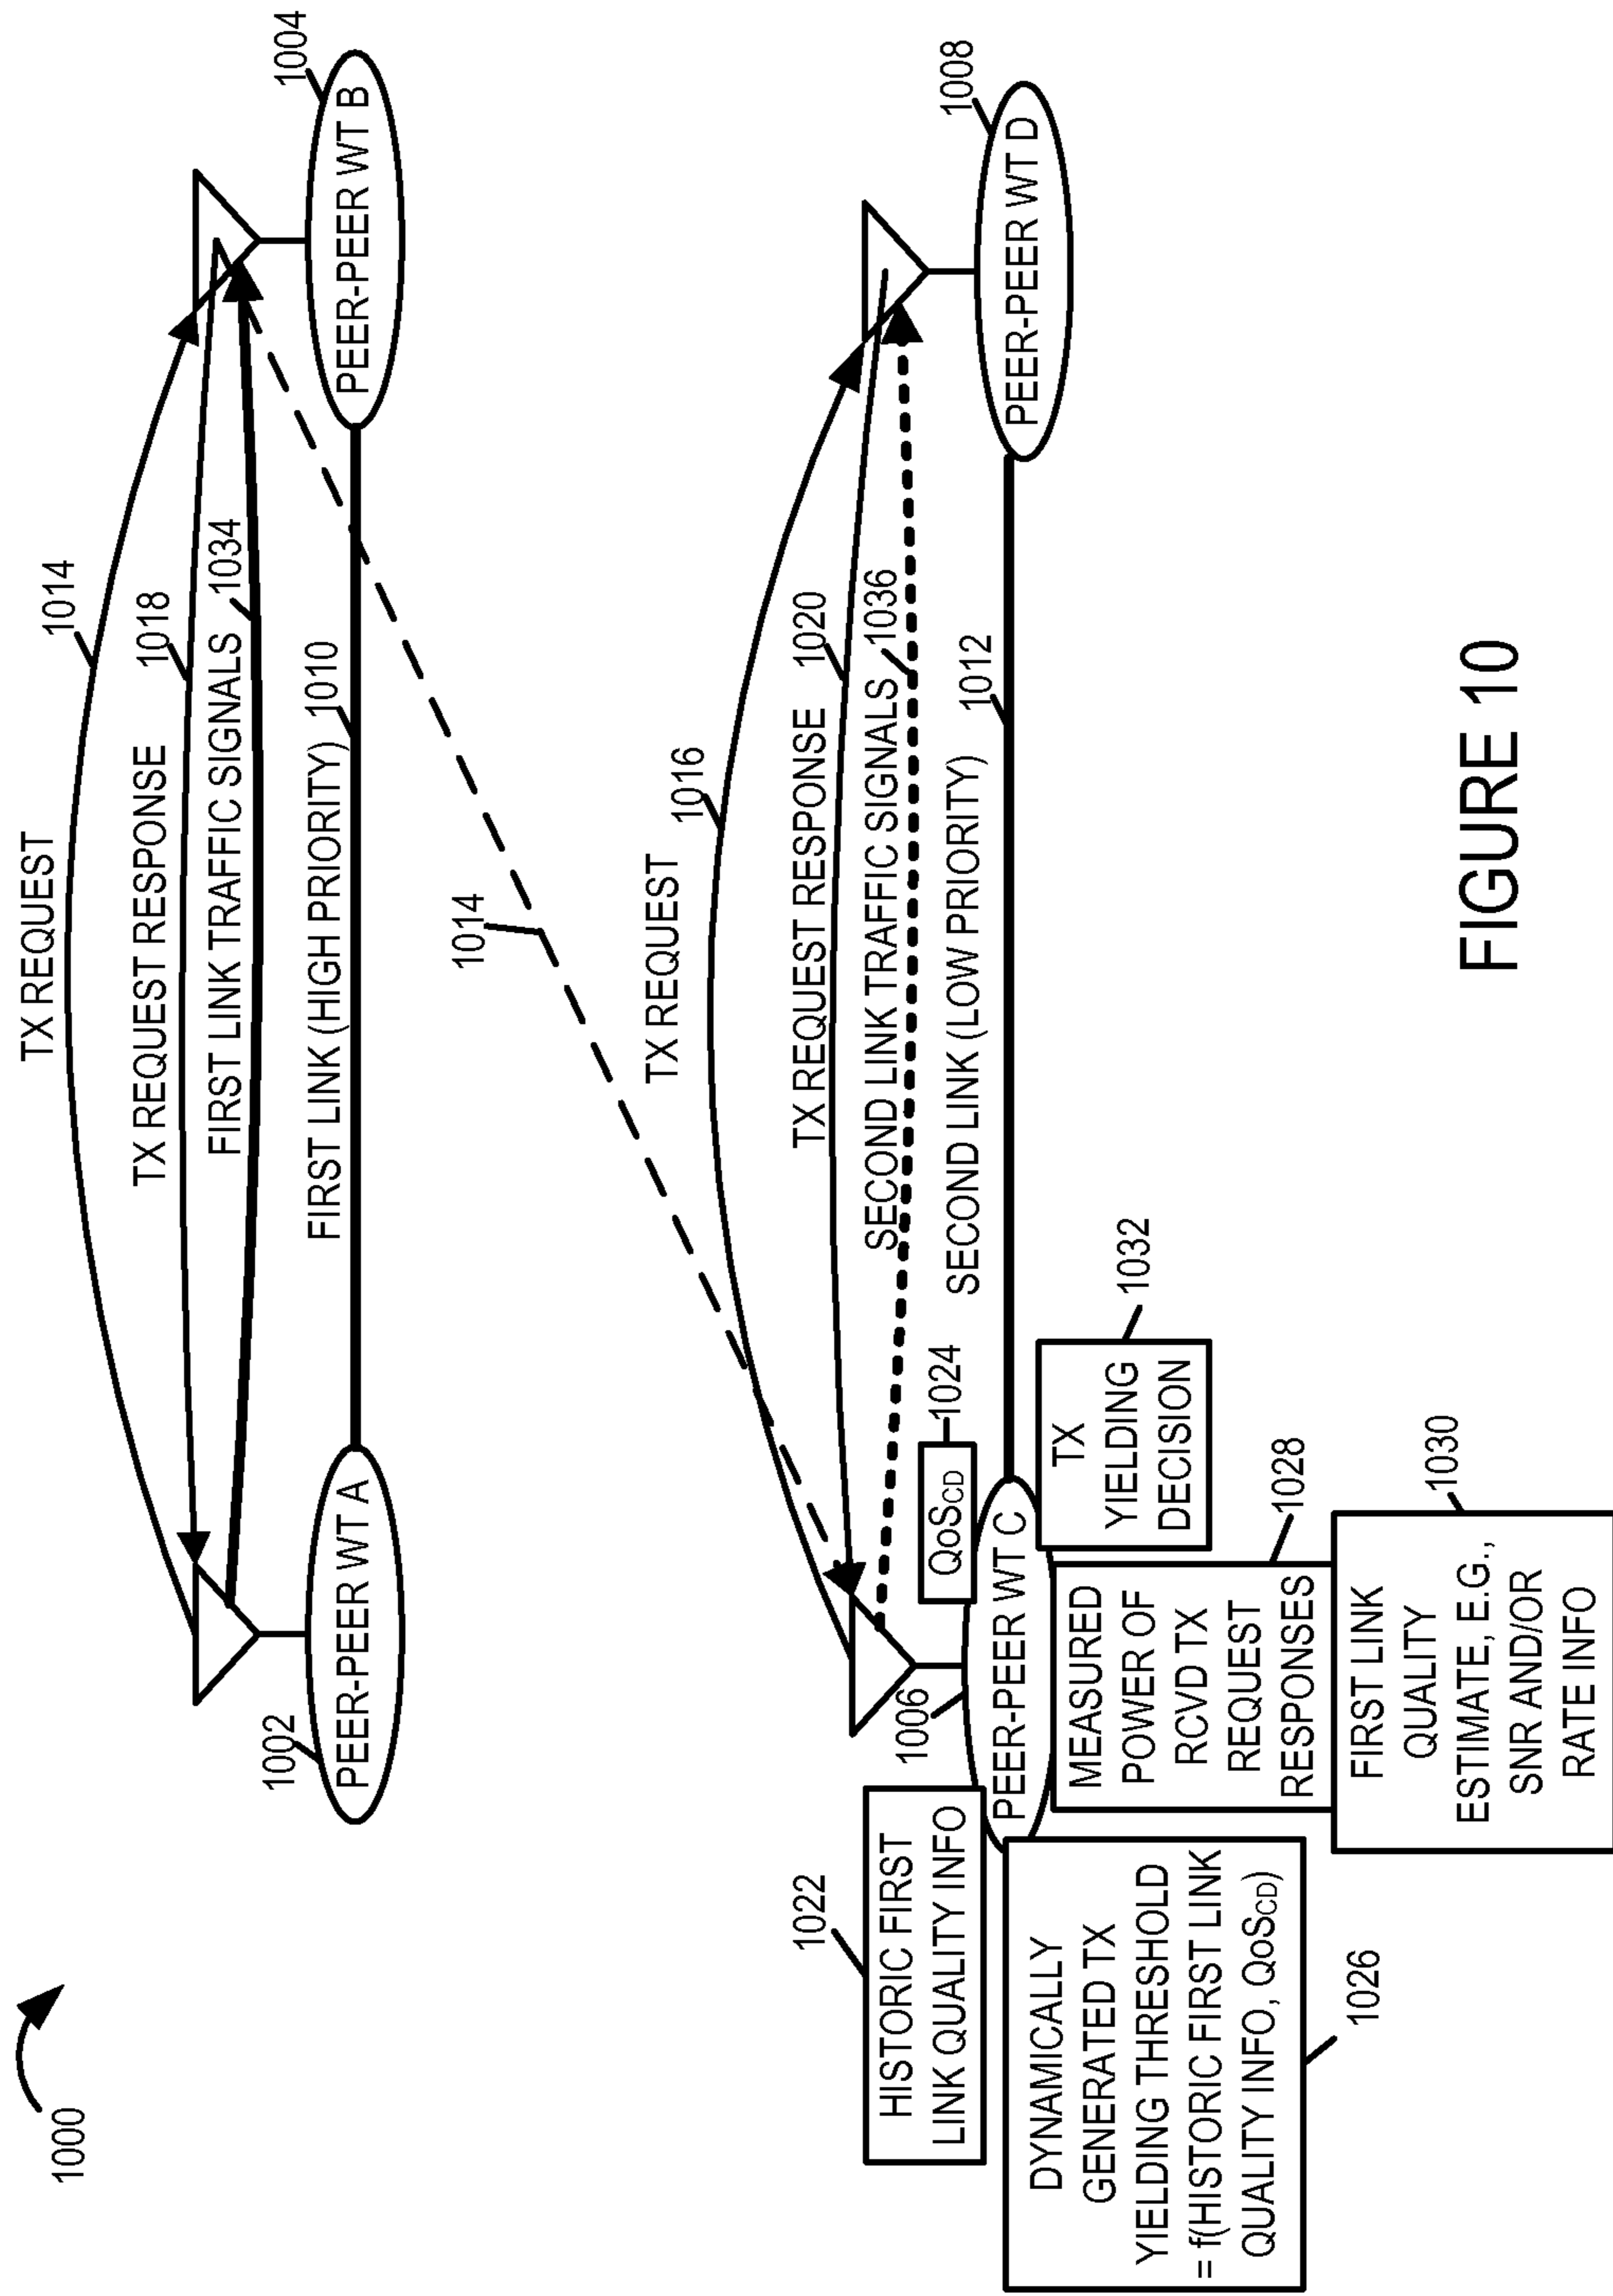 1000
TX REQUEST
1014
TX REQUEST RESPONSE
1018
FIRST LINK TRAFFIC SIGNALS
1034
FIRST LINK (HIGH PRIORITY)
1010
1002
PEER-PEER WT A
1004
PEER-PEER WT B
1014
TX REQUEST
1016
TX REQUEST RESPONSE
1020
SECOND LINK TRAFFIC SIGNALS
1036
SECOND LINK (LOW PRIORITY)
1012
1006
PEER-PEER WT C
1008
PEER-PEER WT D
1022
HISTORIC FIRST
LINK QUALITY INFO
QoSCD
1024
DYNAMICALLY
GENERATED TX
YIELDING THRESHOLD
= f(HISTORIC FIRST LINK
QUALITY INFO, QoSCD)
1026
MEASURED
POWER OF
RCVD TX
REQUEST
RESPONSES
1028
FIRST LINK
QUALITY
ESTIMATE, E.G.,
SNR AND/OR
RATE INFO
1030
TX
YIELDING
DECISION
1032
FIGURE 10